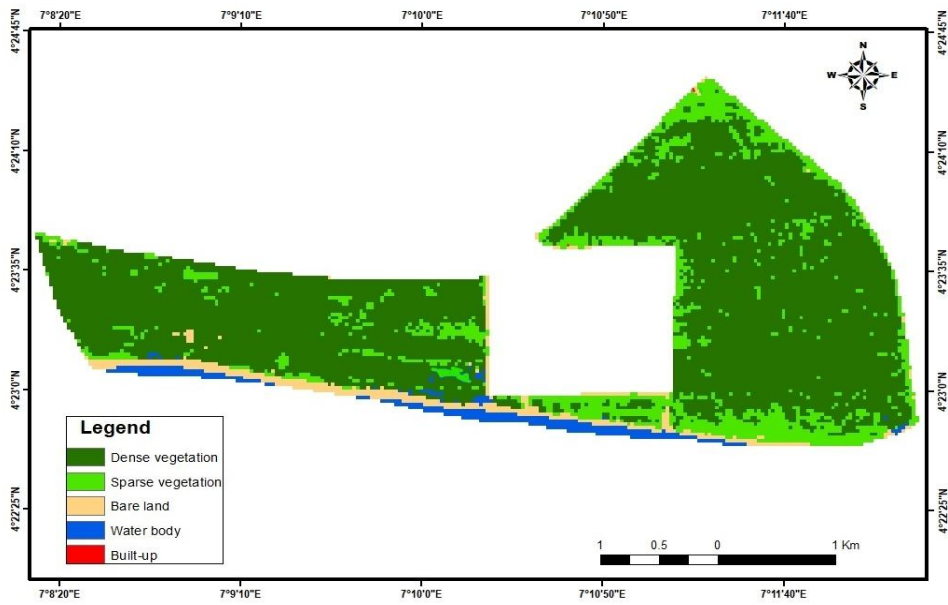 7°8'20"E 7°9'10"E 7°10'0"E 7°10'50"E 7°11'40"E
4°24'45"N 4°24'45"N
N
W E
S
4°24'10"N 4°24'10"N
4°23'35"N 4°23'35"N
4°23'0"N 4°23'0"N
Legend
Dense vegetation
Sparse vegetation
Bare land
Water body
Built-up
4°22'25"N 4°22'25"N
1 0.5 0 1 Km
7°8'20"E 7°9'10"E 7°10'0"E 7°10'50"E 7°11'40"E